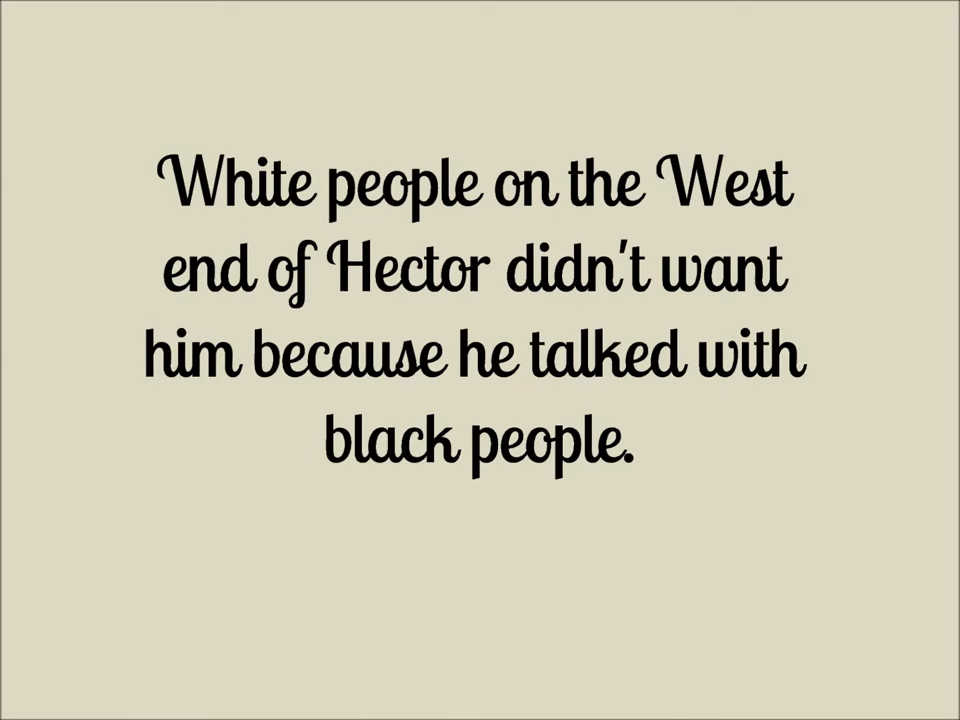 White people on the West
end of Hector didn't want
him because he talked with
black people.